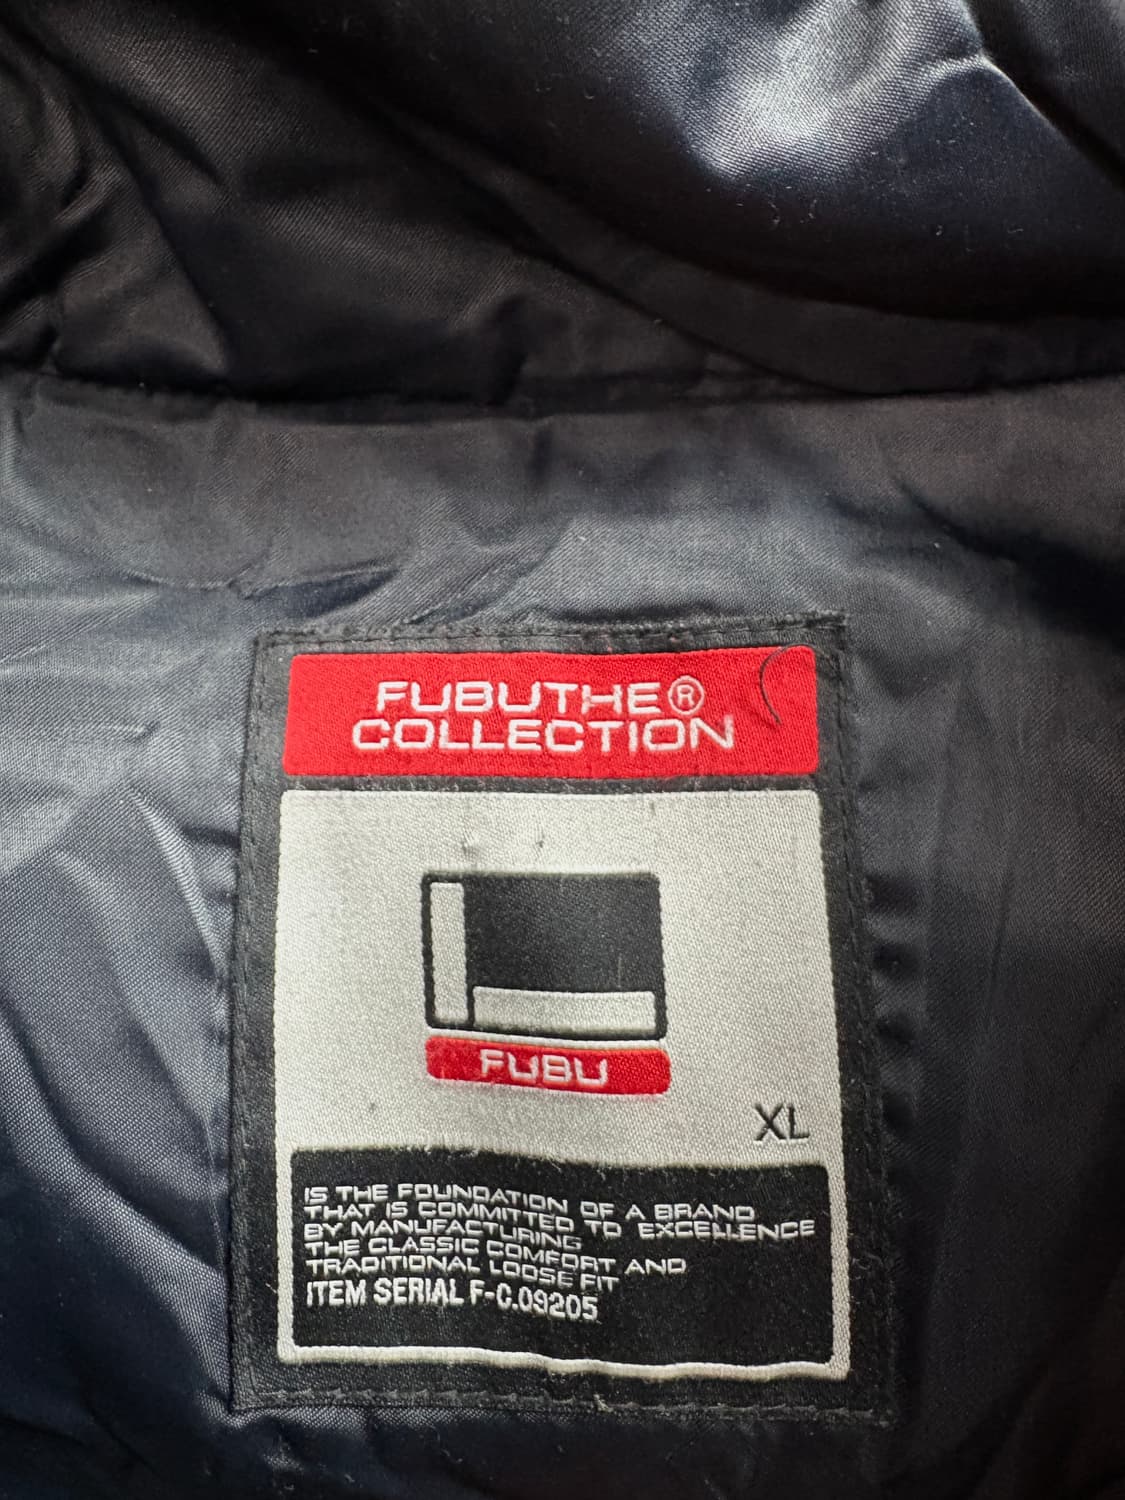 FUBUTHE®
COLLECTION
FUBU
XL
IS THE FOUNDATION OF A BRAND
THAT IS COMMITTED TO EXCELLENCE
BY MANUFACTURING
THE CLASSIC COMFORT AND
TRADITIONAL LOOSE FIT
ITEM SERIAL F-C.09205